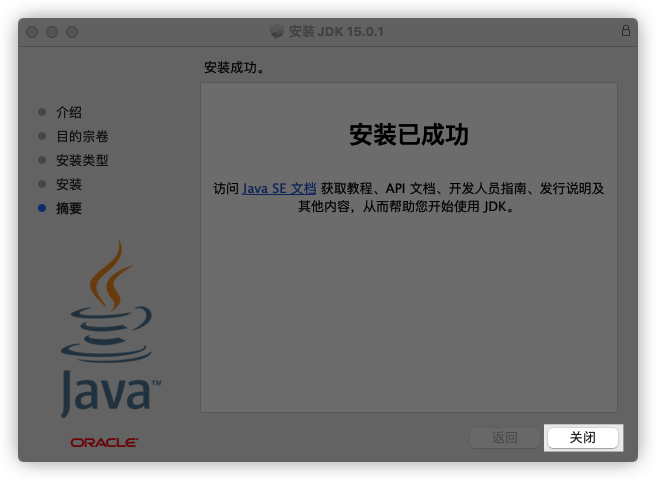 安装 JDK 15.0.1
安装成功。
介绍
目的宗卷
安装类型
安装
摘要
安装已成功
访问 Java SE 文档 获取教程、API 文档、开发人员指南、发行说明及
其他内容，从而帮助您开始使用 JDK。
Java™
ORACLE®
返回
关闭